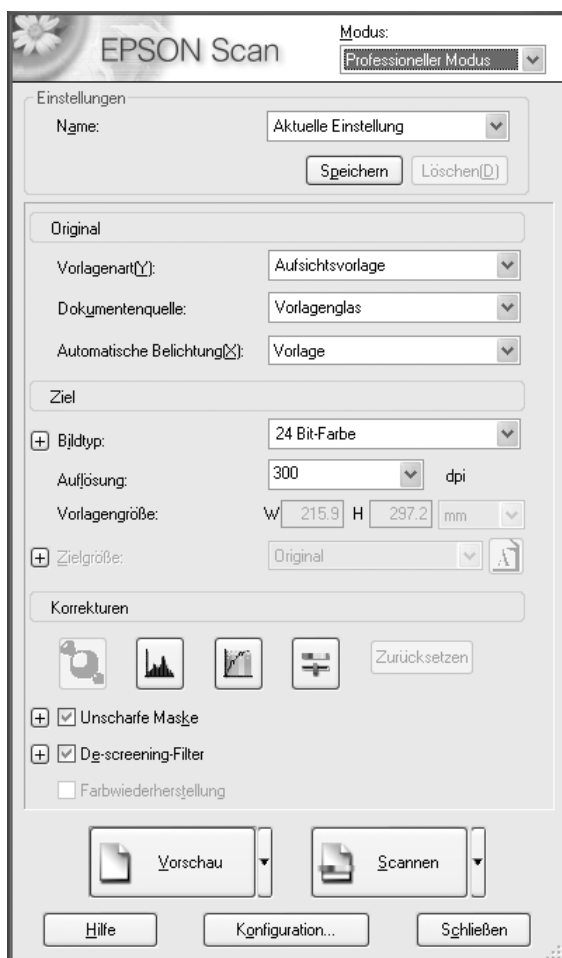 EPSON Scan
Modus:
Professioneller Modus
Einstellungen
Name:
Aktuelle Einstellung
Speichern
Löschen(D)
Original
Vorlagenart(Y):
Aufsichtsvorlage
Dokumentenquelle:
Vorlagenglas
Automatische Belichtung(X):
Vorlage
Ziel
Bildtyp:
24 Bit-Farbe
Auflösung:
300
dpi
Vorlagengröße:
W 215.9 H 297.2 mm
Zielgröße:
Original
Korrekturen
Zurücksetzen
Unscharfe Maske
De-screening-Filter
Farbwiederherstellung
Vorschau
Scannen
Hilfe
Konfiguration...
Schließen